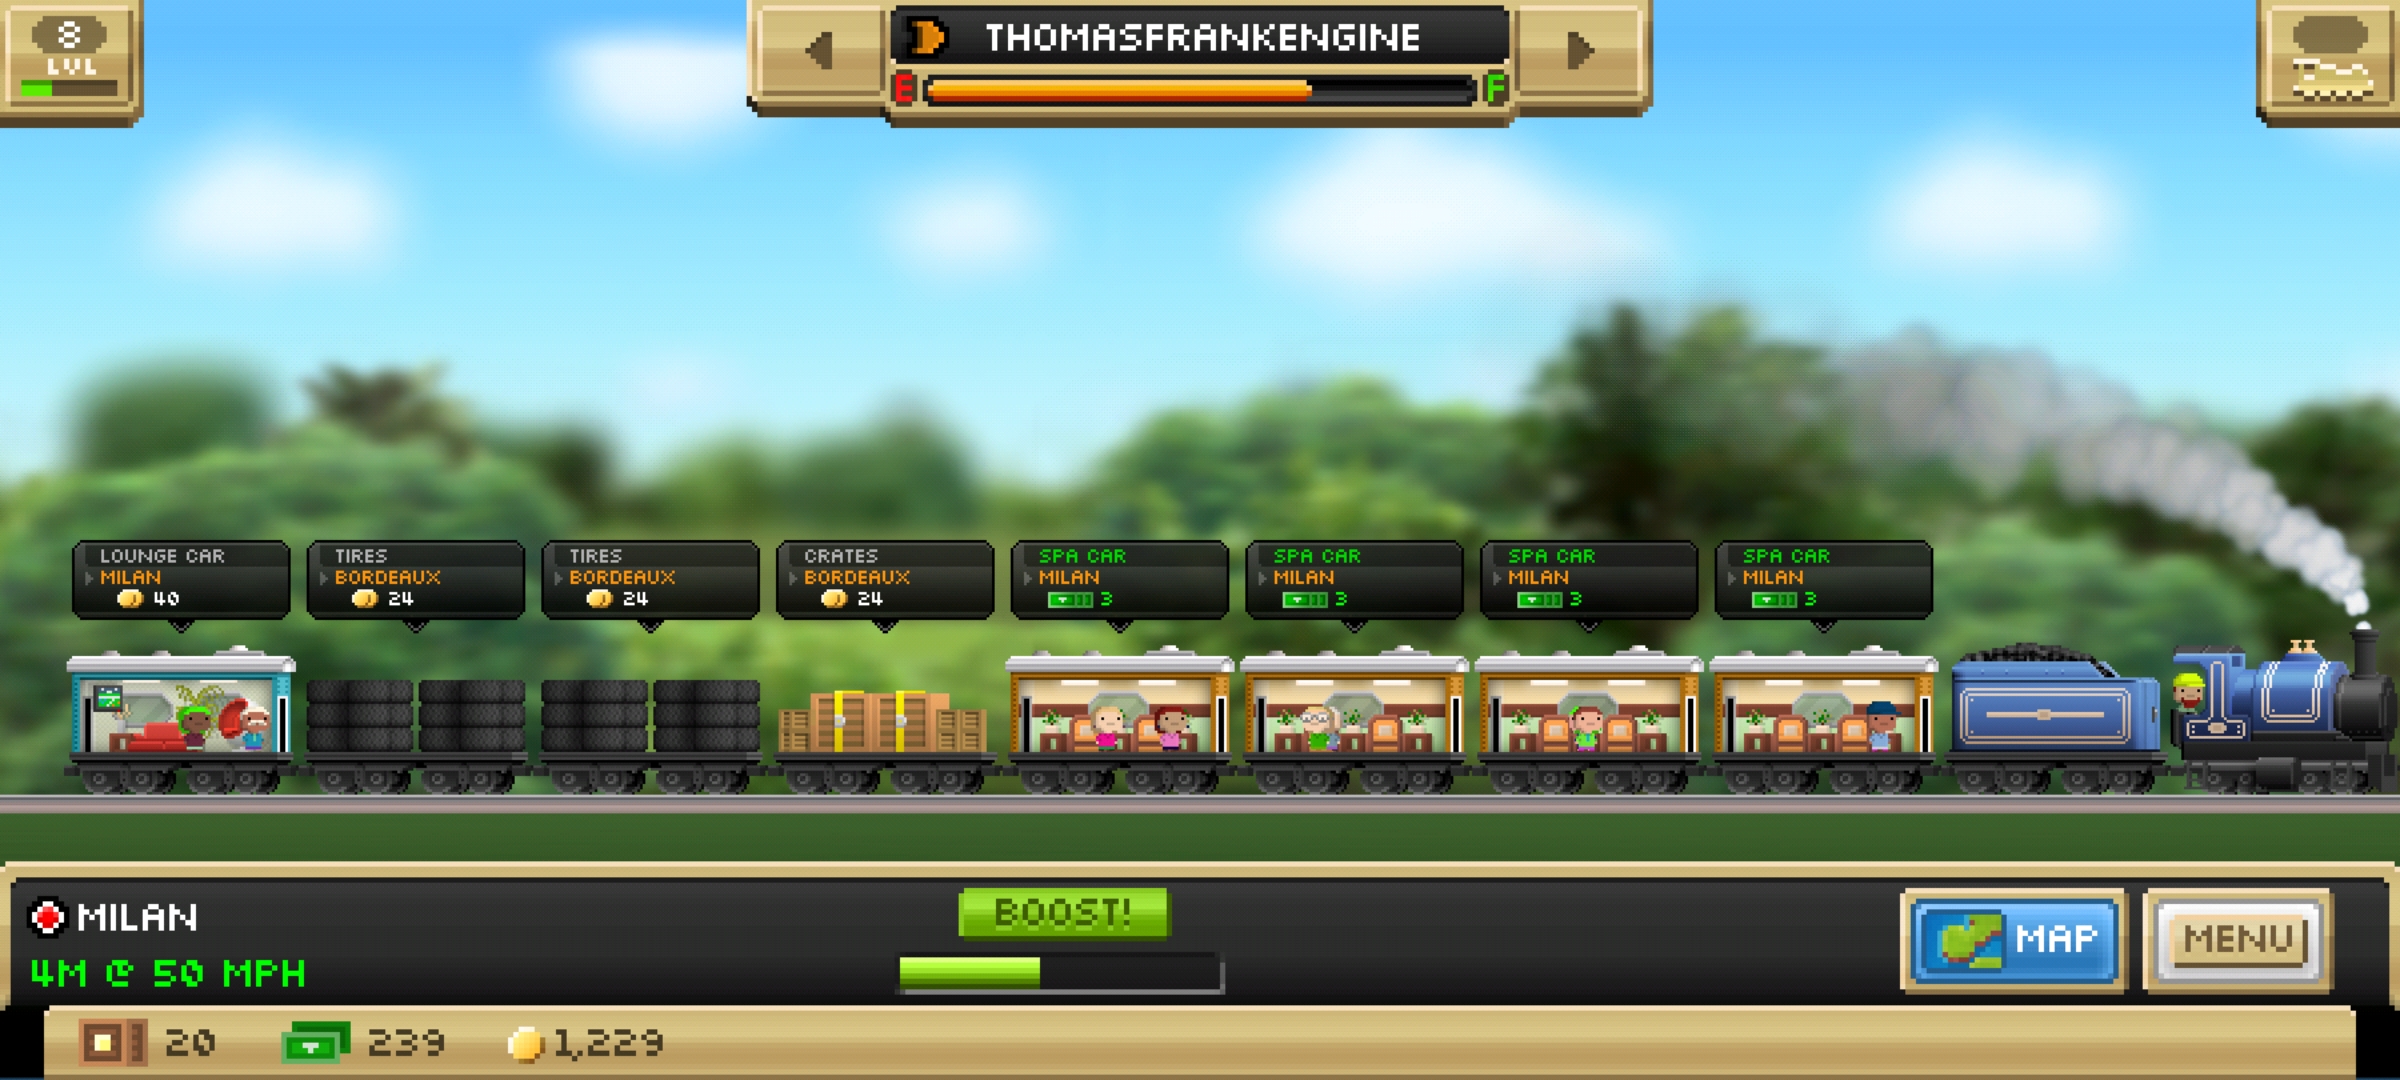 8
LVL
THOMASFRANKENGINE
E F
LOUNGE CAR
MILAN
40
TIRES
BORDEAUX
24
TIRES
BORDEAUX
24
CRATES
BORDEAUX
24
SPA CAR
MILAN
3
SPA CAR
MILAN
3
SPA CAR
MILAN
3
SPA CAR
MILAN
3
MILAN
4M @ 50 MPH
BOOST!
MAP
MENU
20
239
1,229